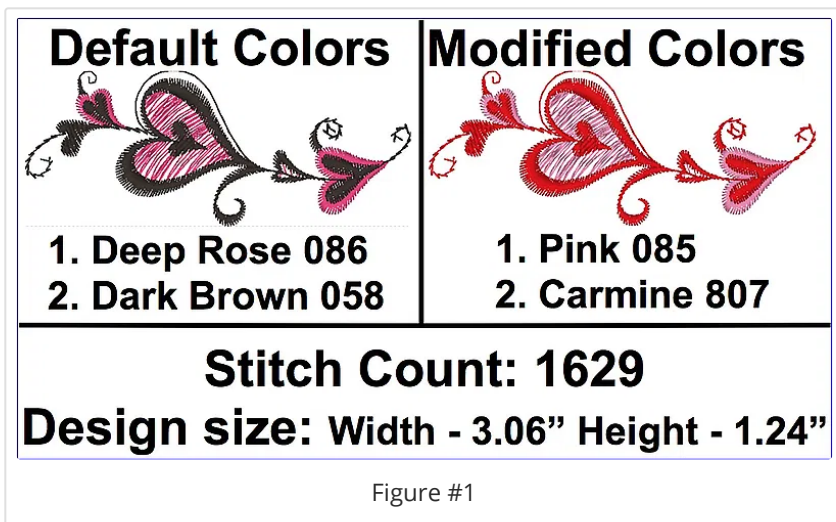 Default Colors
Modified Colors
1. Deep Rose 086
2. Dark Brown 058
1. Pink 085
2. Carmine 807
Stitch Count: 1629
Design size: Width - 3.06” Height - 1.24”
Figure #1